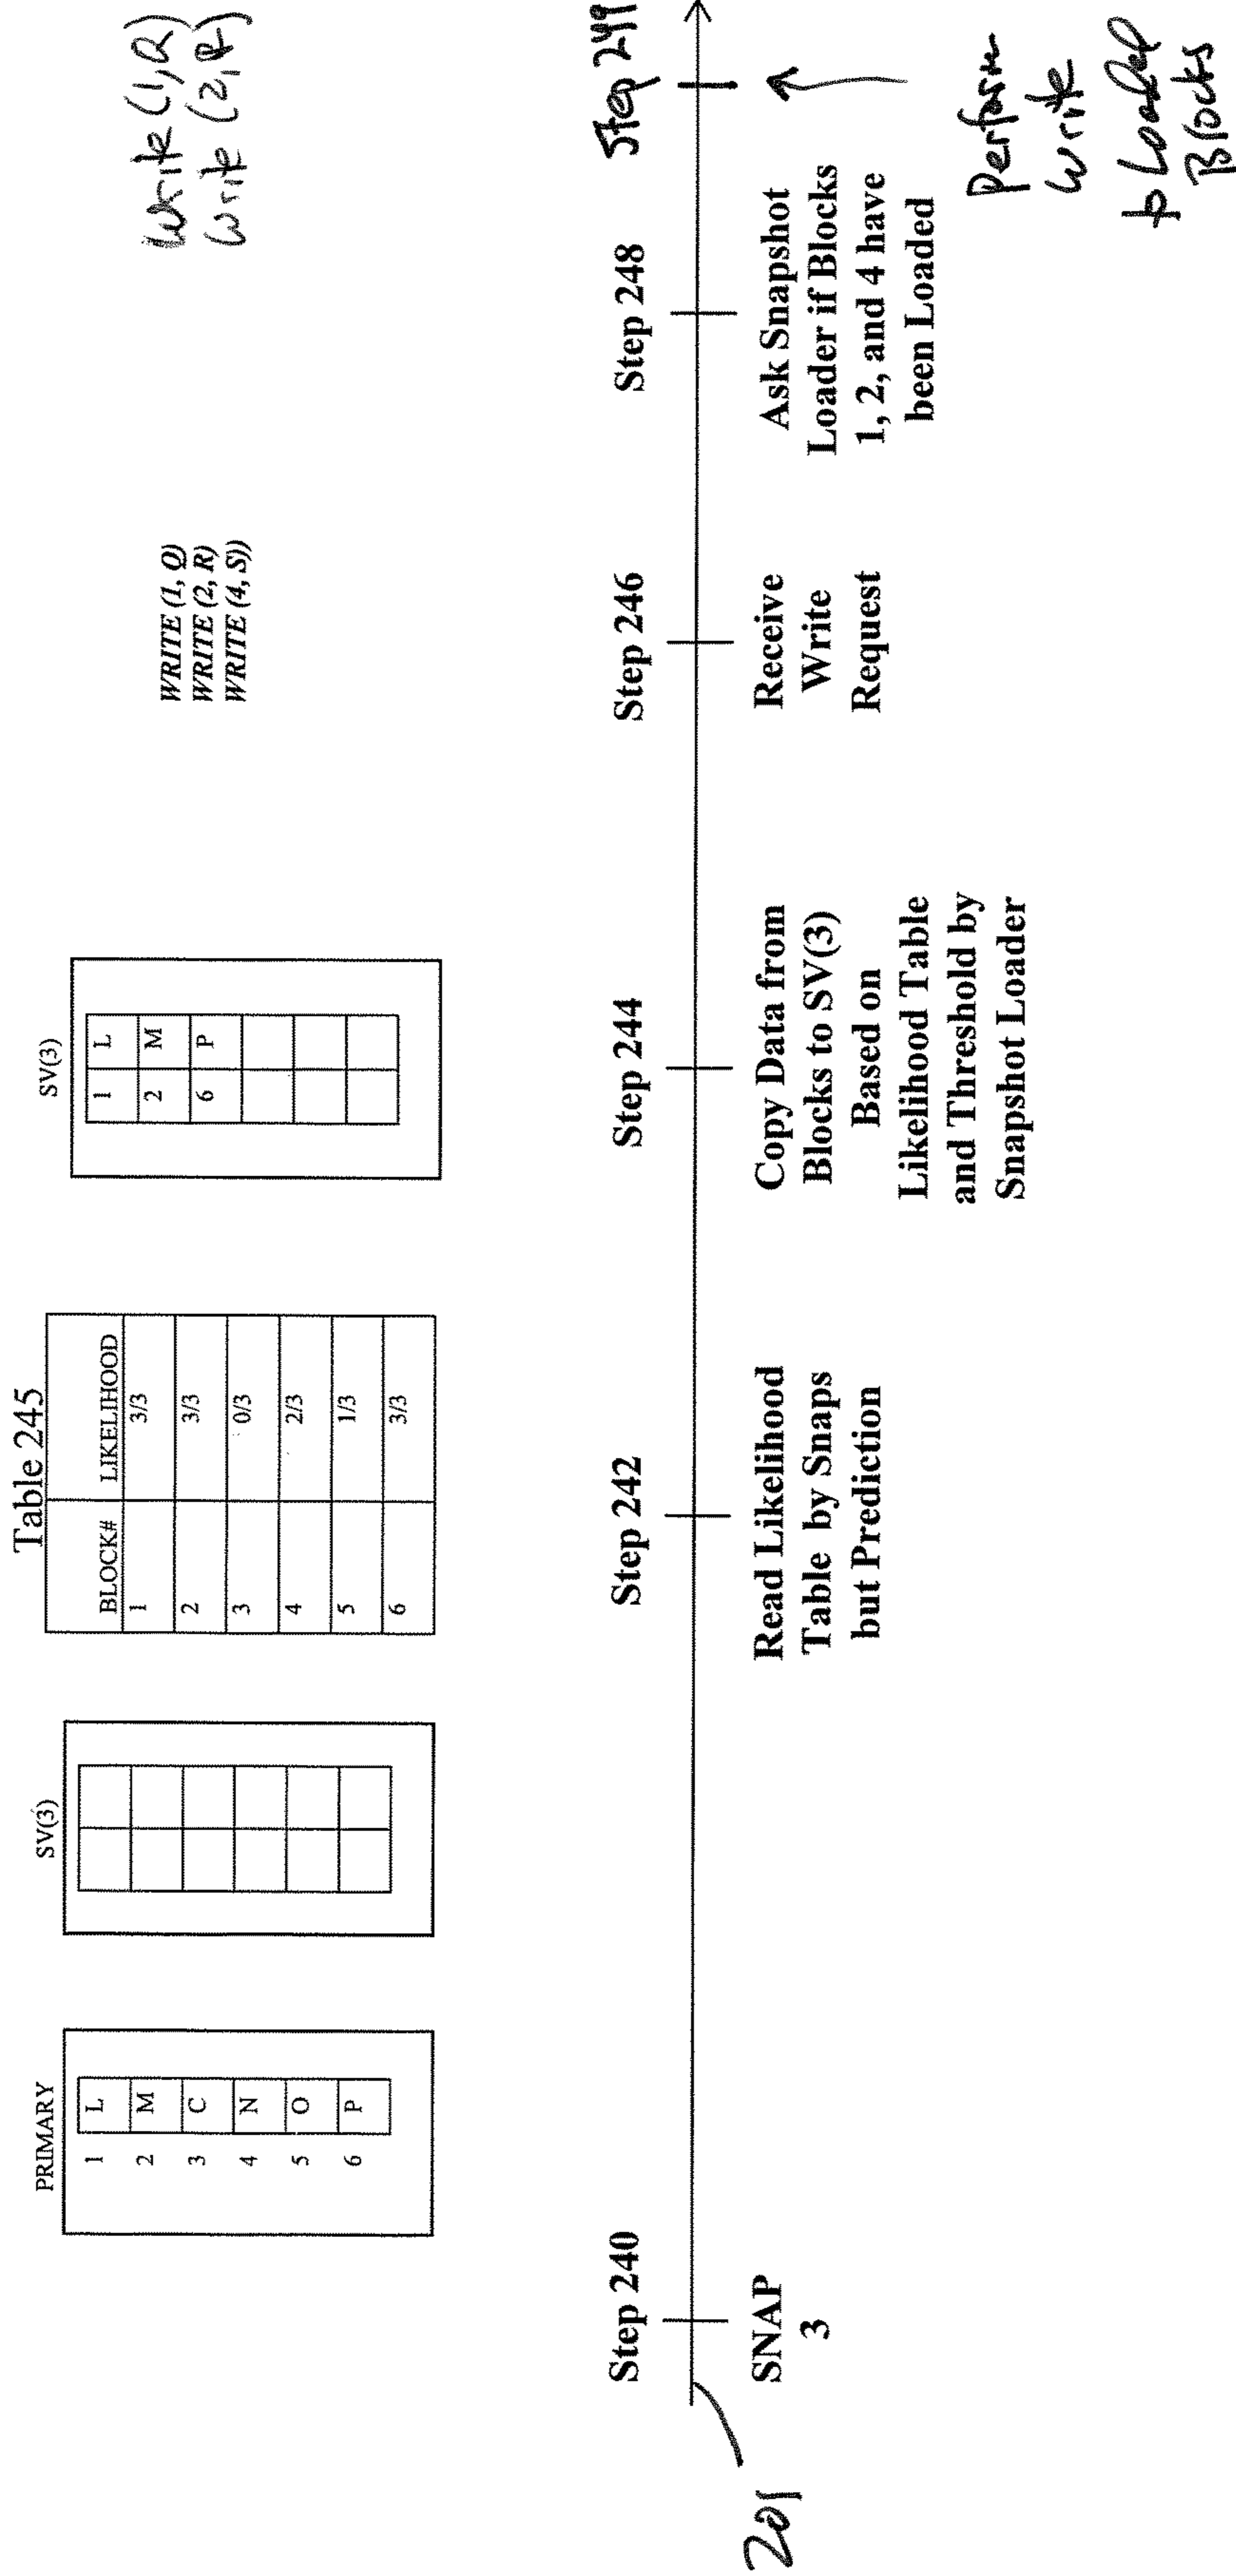 PRIMARY
1 L
2 M
3 C
4 N
5 O
6 P
SV(3)
Table 245
BLOCK# LIKELIHOOD
1 3/3
2 3/3
3 0/3
4 2/3
5 1/3
6 3/3
SV(3)
1 L
2 M
6 P
WRITE (1, Q)
WRITE (2, R)
WRITE (4, S))
Write (1,Q)
Write (2,R)
Step 240
SNAP
3
201
Step 242
Read Likelihood
Table by Snaps
but Prediction
Step 244
Copy Data from
Blocks to SV(3)
Based on
Likelihood Table
and Threshold by
Snapshot Loader
Step 246
Receive
Write
Request
Step 248
Ask Snapshot
Loader if Blocks
1, 2, and 4 have
been Loaded
Step 249
Perform
Write
to Loaded
Blocks